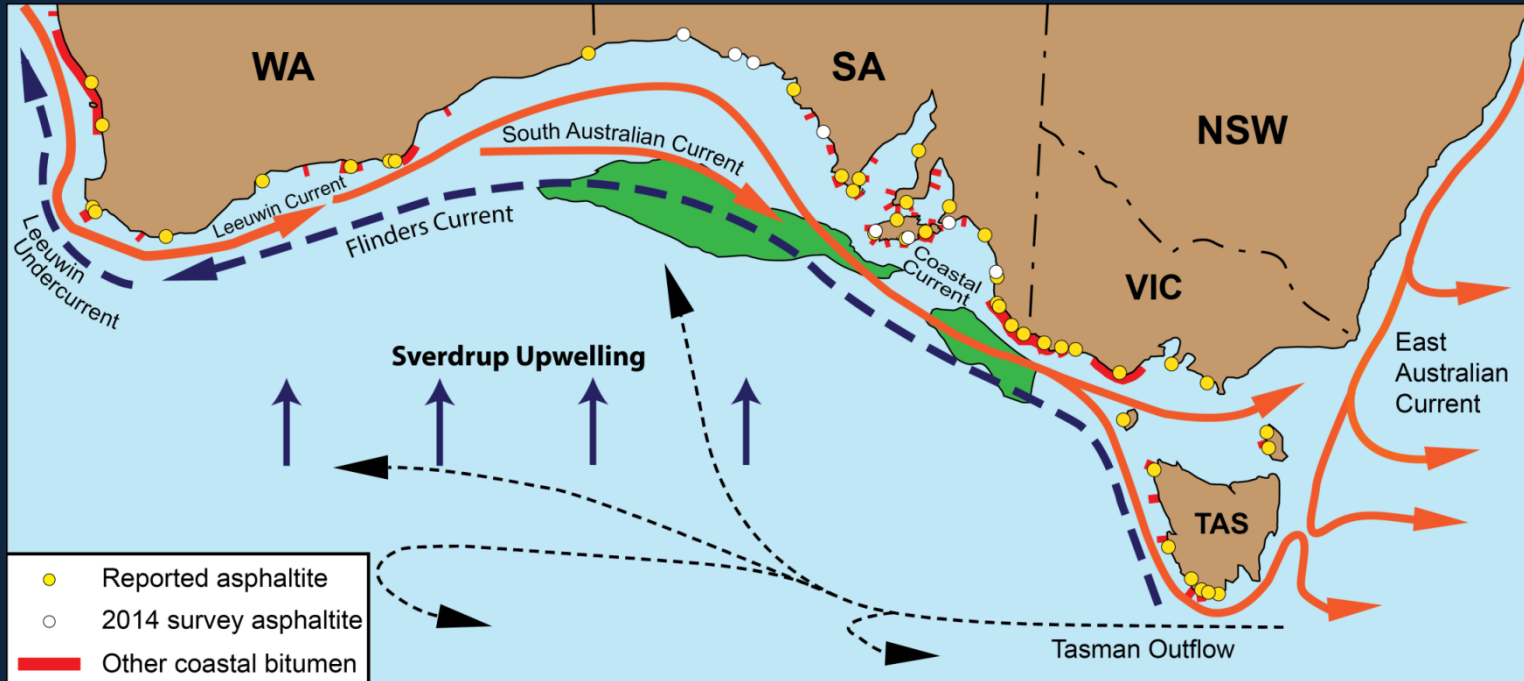 WA
SA
NSW
VIC
TAS
South Australian Current
Leeuwin Current
Flinders Current
Leeuwin
Undercurrent
Coastal
Current
Sverdrup Upwelling
East
Australian
Current
Tasman Outflow
Reported asphaltite
2014 survey asphaltite
Other coastal bitumen